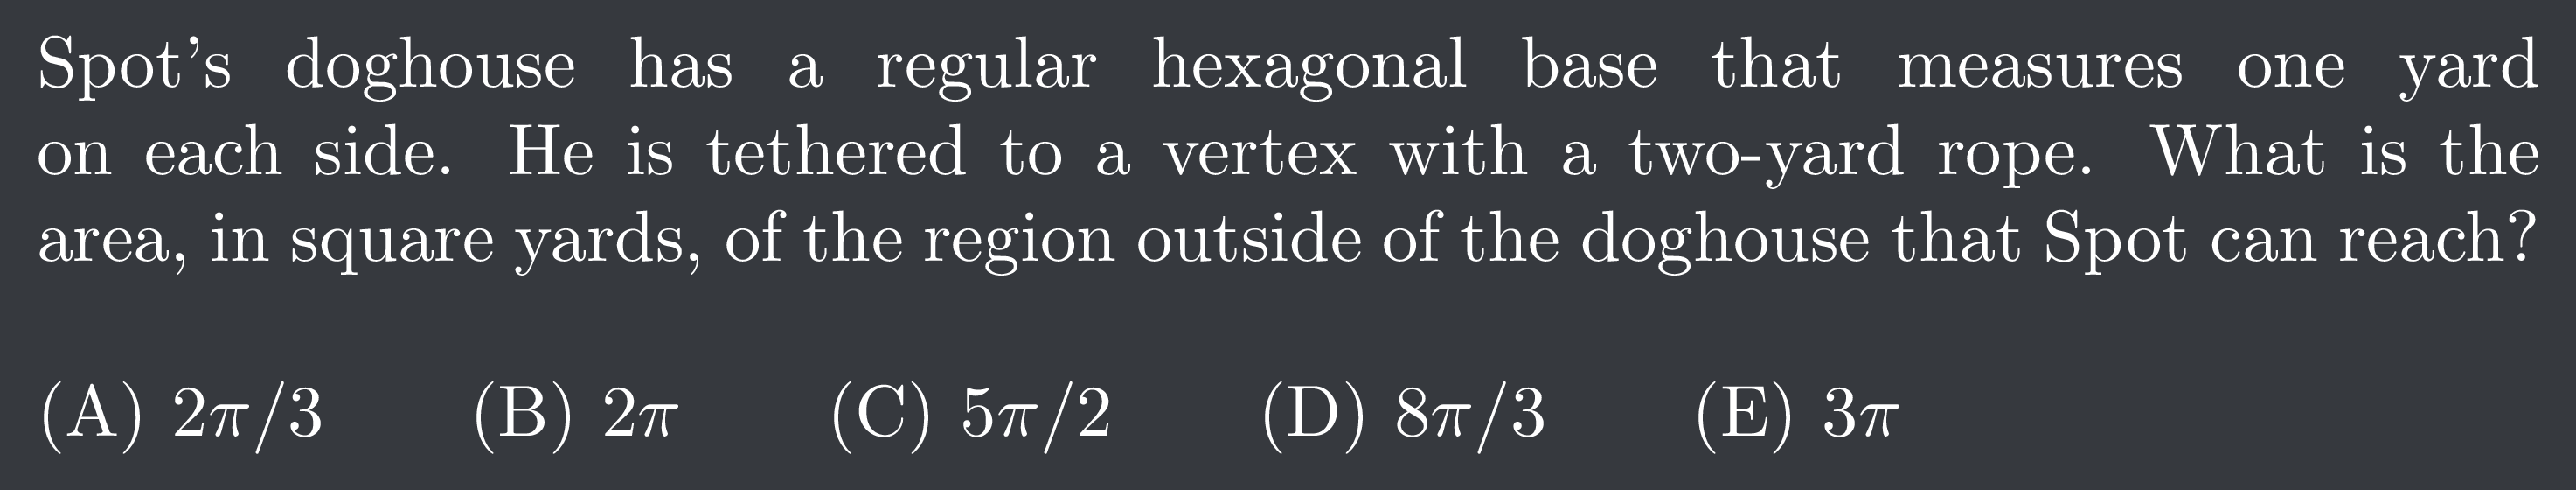 Spot's doghouse has a regular hexagonal base that measures one yard
on each side. He is tethered to a vertex with a two-yard rope. What is the
area, in square yards, of the region outside of the doghouse that Spot can reach?
(A) 2π/3 (B) 2π (C) 5π/2 (D) 8π/3 (E) 3π